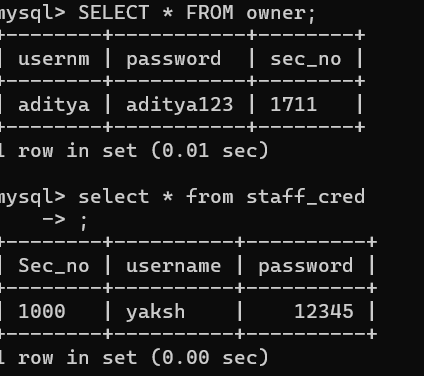 mysql> SELECT * FROM owner;
+--------+-----------+--------+
| usernm | password | sec_no |
+--------+-----------+--------+
| aditya | aditya123 | 1711 |
+--------+-----------+--------+
1 row in set (0.01 sec)
mysql> select * from staff_cred
-> ;
+--------+----------+----------+
| Sec_no | username | password |
+--------+----------+----------+
| 1000 | yaksh | 12345 |
+--------+----------+----------+
1 row in set (0.00 sec)